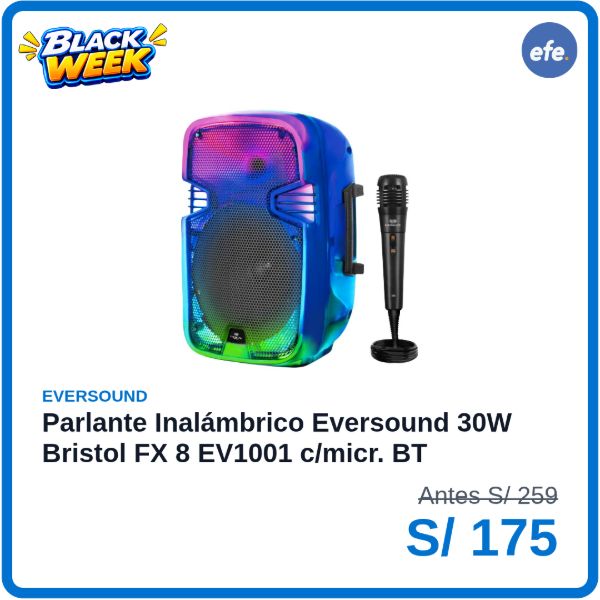 BLACK
WEEK
efe.
EVERSOUND
Parlante Inalámbrico Eversound 30W
Bristol FX 8 EV1001 c/micr. BT
Antes S/ 259
S/ 175